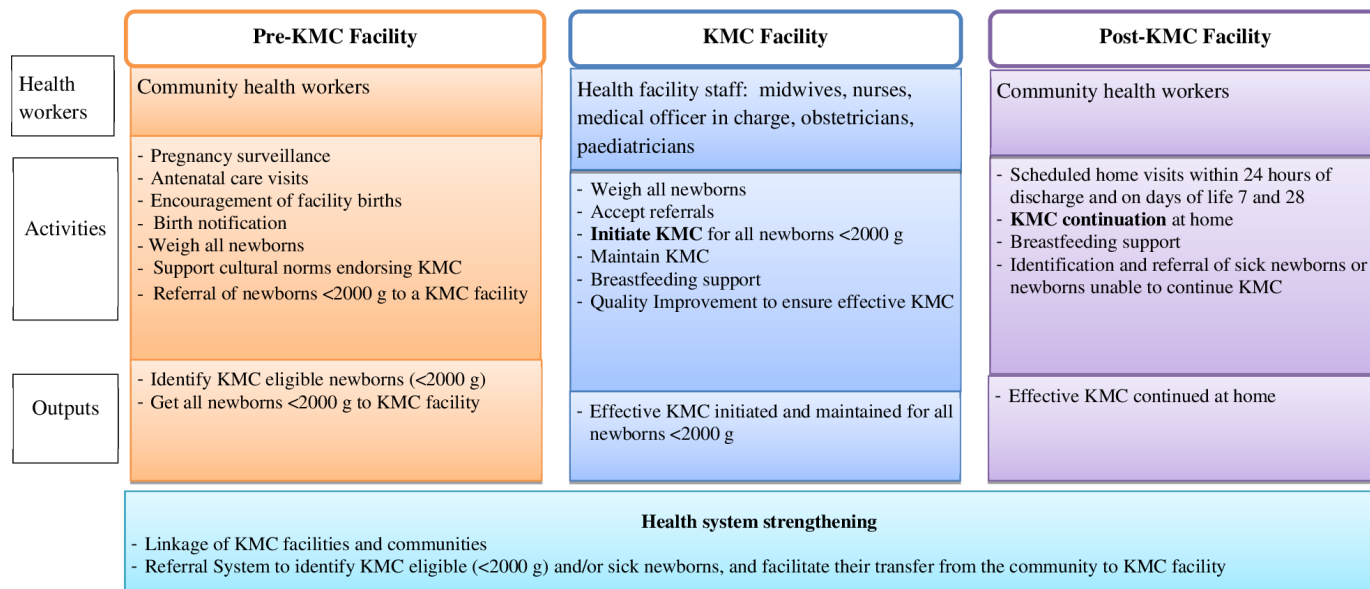 Pre-KMC Facility
KMC Facility
Post-KMC Facility
Health
workers
Community health workers
Health facility staff: midwives, nurses,
medical officer in charge, obstetricians,
paediatricians
Community health workers
Activities
- Pregnancy surveillance
- Antenatal care visits
- Encouragement of facility births
- Birth notification
- Weigh all newborns
- Support cultural norms endorsing KMC
- Referral of newborns <2000 g to a KMC facility
- Weigh all newborns
- Accept referrals
- Initiate KMC for all newborns <2000 g
- Maintain KMC
- Breastfeeding support
- Quality Improvement to ensure effective KMC
- Scheduled home visits within 24 hours of
discharge and on days of life 7 and 28
- KMC continuation at home
- Breastfeeding support
- Identification and referral of sick newborns or
newborns unable to continue KMC
Outputs
- Identify KMC eligible newborns (<2000 g)
- Get all newborns <2000 g to KMC facility
- Effective KMC initiated and maintained for all
newborns <2000 g
- Effective KMC continued at home
Health system strengthening
- Linkage of KMC facilities and communities
- Referral System to identify KMC eligible (<2000 g) and/or sick newborns, and facilitate their transfer from the community to KMC facility